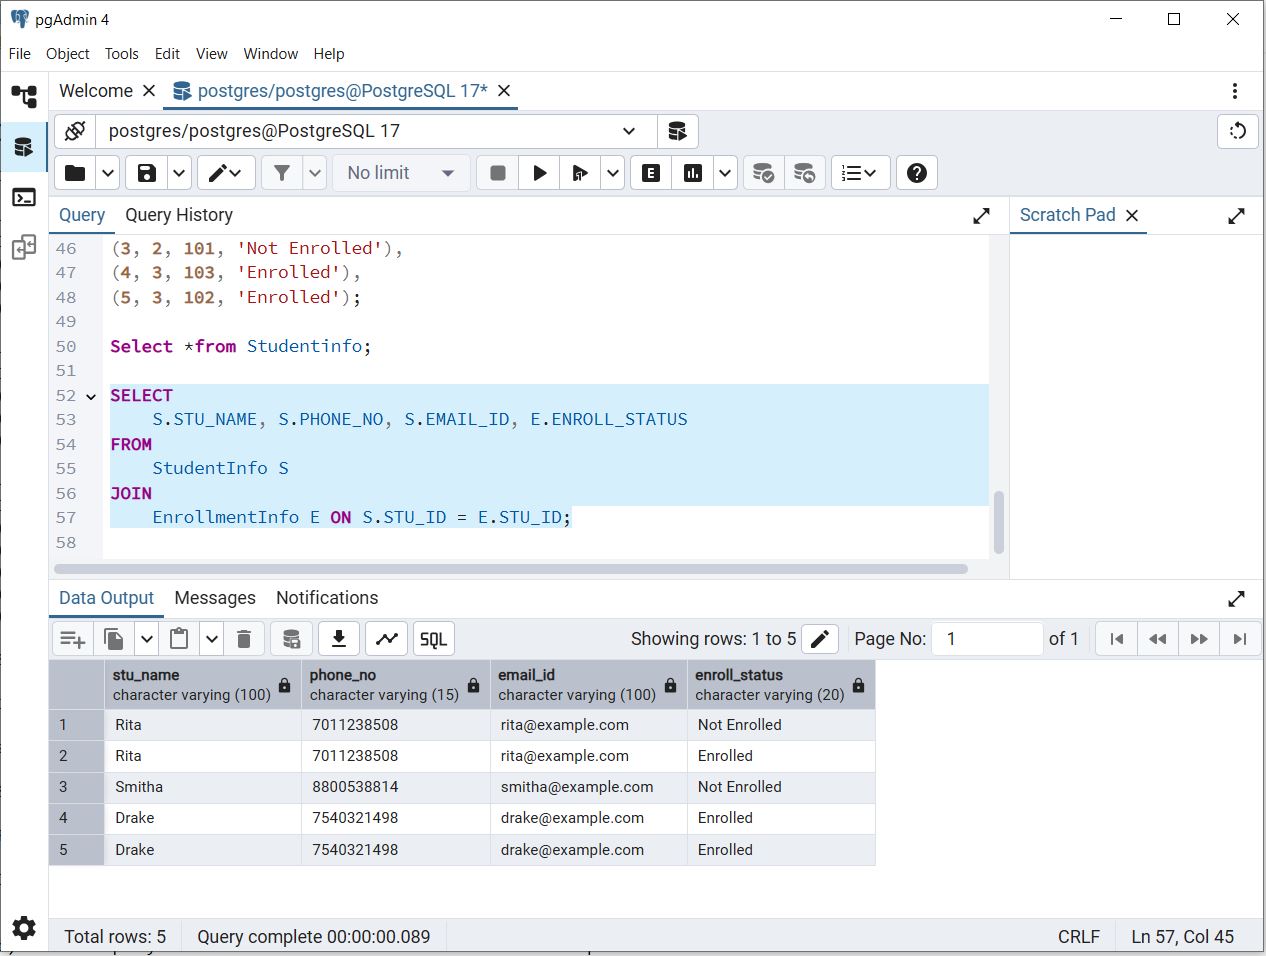 pgAdmin 4
File Object Tools Edit View Window Help
Welcome postgres/postgres@PostgreSQL 17*
postgres/postgres@PostgreSQL 17
No limit E
Query Query History Scratch Pad
46 (3, 2, 101, 'Not Enrolled'),
47 (4, 3, 103, 'Enrolled'),
48 (5, 3, 102, 'Enrolled');
49
50 Select *from Studentinfo;
51
52 SELECT
53 S.STU_NAME, S.PHONE_NO, S.EMAIL_ID, E.ENROLL_STATUS
54 FROM
55 StudentInfo S
56 JOIN
57 EnrollmentInfo E ON S.STU_ID = E.STU_ID;
58
Data Output Messages Notifications
SQL Showing rows: 1 to 5 Page No: 1 of 1
stu_name phone_no email_id enroll_status
character varying (100) character varying (15) character varying (100) character varying (20)
1 Rita 7011238508 rita@example.com Not Enrolled
2 Rita 7011238508 rita@example.com Enrolled
3 Smitha 8800538814 smitha@example.com Not Enrolled
4 Drake 7540321498 drake@example.com Enrolled
5 Drake 7540321498 drake@example.com Enrolled
Total rows: 5 Query complete 00:00:00.089 CRLF Ln 57, Col 45